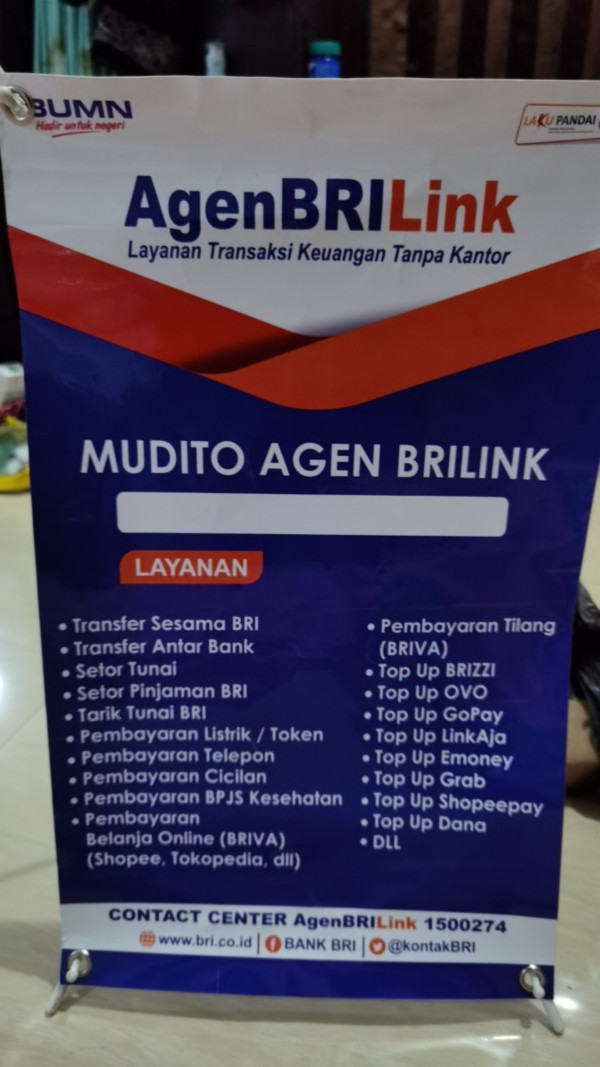 BUMN
Hadir untuk negeri
LAKU PANDAI
AgenBRILink
Layanan Transaksi Keuangan Tanpa Kantor
MUDITO AGEN BRILINK
LAYANAN
• Transfer Sesama BRI
• Transfer Antar Bank
• Setor Tunai
• Setor Pinjaman BRI
• Tarik Tunai BRI
• Pembayaran Listrik / Token
• Pembayaran Telepon
• Pembayaran Cicilan
• Pembayaran BPJS Kesehatan
• Pembayaran
Belanja Online (BRIVA)
(Shopee, Tokopedia, dll)
• Pembayaran Tilang
(BRIVA)
• Top Up BRIZZI
• Top Up OVO
• Top Up GoPay
• Top Up LinkAja
• Top Up Emoney
• Top Up Grab
• Top Up Shopeepay
• Top Up Dana
• DLL
CONTACT CENTER AgenBRILink 1500274
www.bri.co.id | BANK BRI | @kontakBRI